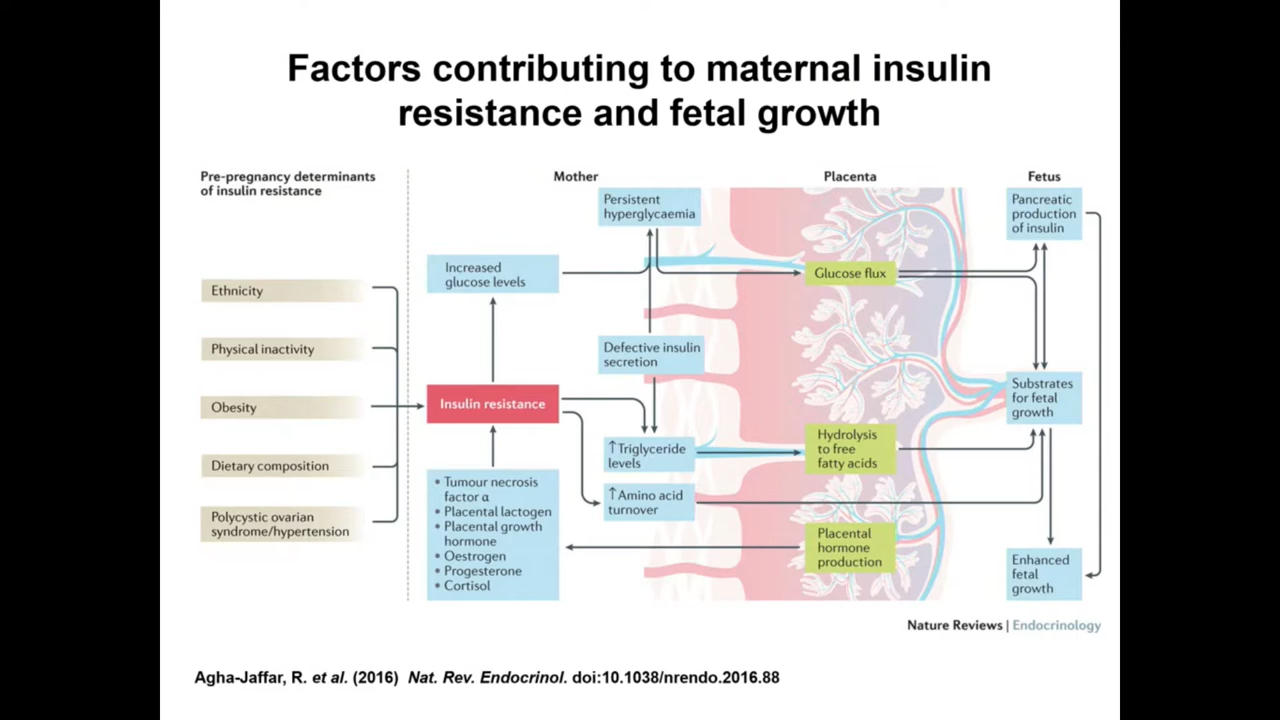 Factors contributing to maternal insulin
resistance and fetal growth
Pre-pregnancy determinants
of insulin resistance
Mother
Placenta
Fetus
Ethnicity
Physical inactivity
Obesity
Dietary composition
Polycystic ovarian
syndrome/hypertension
Increased
glucose levels
Insulin resistance
• Tumour necrosis
factor α
• Placental lactogen
• Placental growth
hormone
• Oestrogen
• Progesterone
• Cortisol
Persistent
hyperglycaemia
Defective insulin
secretion
↑Triglyceride
levels
↑Amino acid
turnover
Glucose flux
Hydrolysis
to free
fatty acids
Placental
hormone
production
Pancreatic
production
of insulin
Substrates
for fetal
growth
Enhanced
fetal
growth
Nature Reviews | Endocrinology
Agha-Jaffar, R. et al. (2016) Nat. Rev. Endocrinol. doi:10.1038/nrendo.2016.88